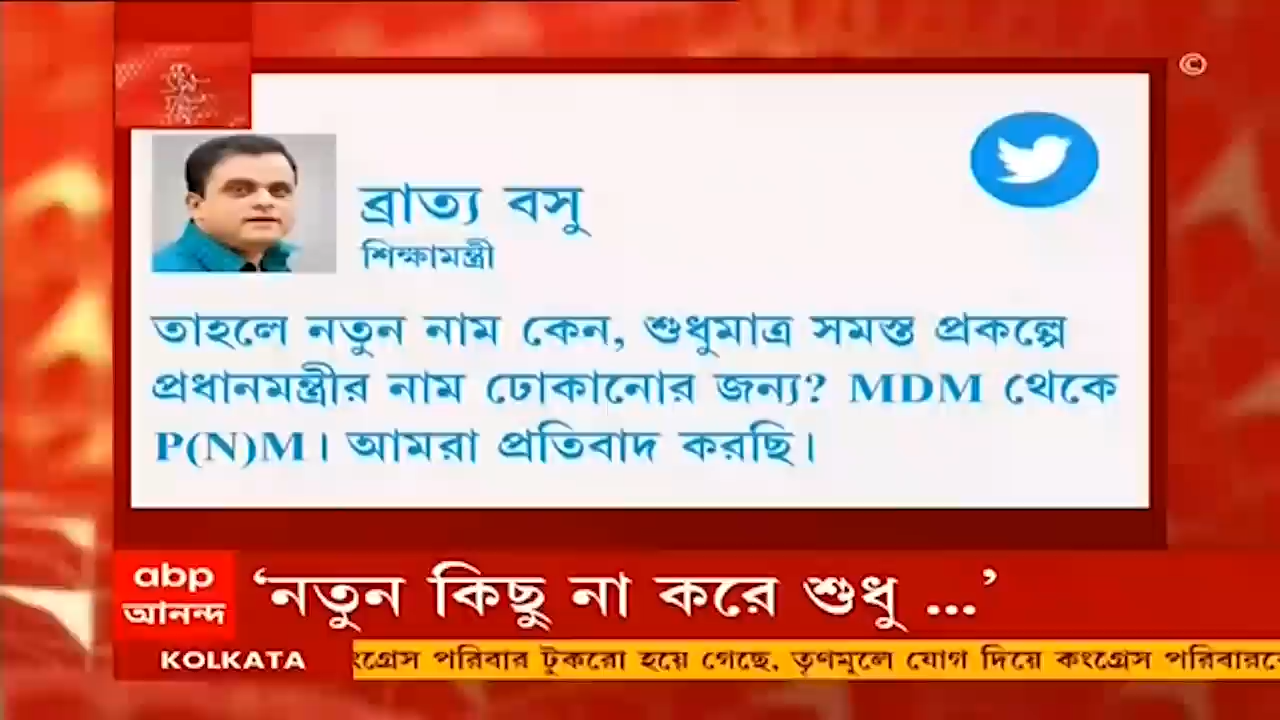 ©
ব্রাত্য বসু
শিক্ষামন্ত্রী
তাহলে নতুন নাম কেন, শুধুমাত্র সমস্ত প্রকল্পে
প্রধানমন্ত্রীর নাম ঢোকানোর জন্য? MDM থেকে
P(N)M। আমরা প্রতিবাদ করছি।
abp
আনন্দ
‘নতুন কিছু না করে শুধু ...’
KOLKATA
পরিবার টুকরো হয়ে গেছে, তৃণমূলে যোগ দিয়ে কংগ্রেস